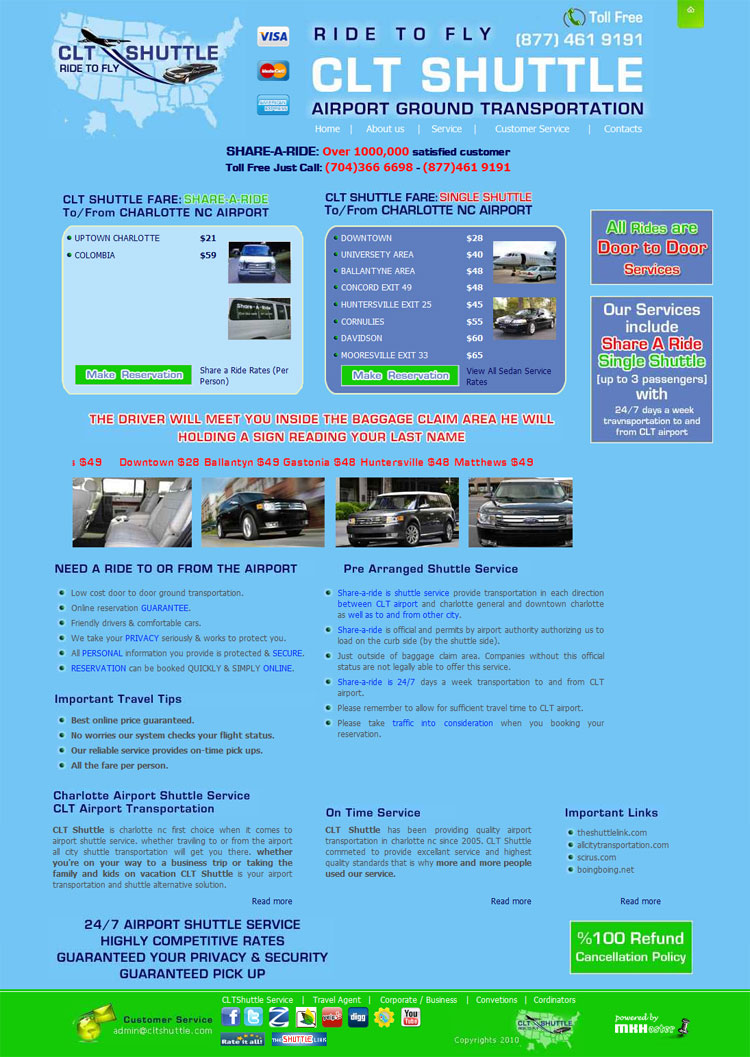 CLT SHUTTLE
RIDE TO FLY
VISA
MasterCard
AMERICAN EXPRESS
RIDE TO FLY
Toll Free
(877) 461 9191
CLT SHUTTLE
AIRPORT GROUND TRANSPORTATION
Home | About us | Service | Customer Service | Contacts
SHARE-A-RIDE: Over 1000,000 satisfied customer
Toll Free Just Call: (704)366 6698 - (877)461 9191
CLT SHUTTLE FARE: SHARE-A-RIDE
To/From CHARLOTTE NC AIRPORT
UPTOWN CHARLOTTE $21
COLOMBIA $59
Share-A-Ride
Make Reservation
Share a Ride Rates (Per
Person)
CLT SHUTTLE FARE: SINGLE SHUTTLE
To/From CHARLOTTE NC AIRPORT
DOWNTOWN $28
UNIVERSETY AREA $40
BALLANTYNE AREA $48
CONCORD EXIT 49 $48
HUNTERSVILLE EXIT 25 $45
CORNULIES $55
DAVIDSON $60
MOORESVILLE EXIT 33 $65
Make Reservation
View All Sedan Service
Rates
All Rides are
Door to Door
Services
Our Services
include
Share A Ride
Single Shuttle
(up to 3 passengers)
with
24/7 days a week
travnsportation to and
from CLT airport
THE DRIVER WILL MEET YOU INSIDE THE BAGGAGE CLAIM AREA HE WILL
HOLDING A SIGN READING YOUR LAST NAME
s $49 Downtown $28 Ballantyn $49 Gastonia $48 Huntersville $48 Matthews $49
NEED A RIDE TO OR FROM THE AIRPORT
Low cost door to door ground transportation.
Online reservation GUARANTEE.
Friendly drivers & comfortable cars.
We take your PRIVACY seriously & works to protect you.
All PERSONAL information you provide is protected & SECURE.
RESERVATION can be booked QUICKLY & SIMPLY ONLINE.
Important Travel Tips
Best online price guaranteed.
No worries our system checks your flight status.
Our reliable service provides on-time pick ups.
All the fare per person.
Pre Arranged Shuttle Service
Share-a-ride is shuttle service provide transportation in each direction
between CLT airport and charlotte general and downtown charlotte
as well as to and from other city.
Share-a-ride is official and permits by airport authority authorizing us to
load on the curb side (by the shuttle side).
Just outside of baggage claim area. Companies without this official
status are not legally able to offer this service.
Share-a-ride is 24/7 days a week transportation to and from CLT
airport.
Please remember to allow for sufficient travel time to CLT airport.
Please take traffic into consideration when you booking your
reservation.
Charlotte Airport Shuttle Service
CLT Airport Transportation
CLT Shuttle is charlotte nc first choice when it comes to
airport shuttle service. whether traviling to or from the airport
all city shuttle transportation will get you there. whether
you're on your way to a business trip or taking the
family and kids on vacation CLT Shuttle is your airport
transportation and shuttle alternative solution.
Read more
On Time Service
CLT Shuttle has been providing quality airport
transportation in charlotte nc since 2005. CLT Shuttle
commeted to provide excellant service and highest
quality standards that is why more and more people
used our service.
Read more
Important Links
theshuttlelink.com
allcitytransportation.com
scirus.com
boingboing.net
Read more
24/7 AIRPORT SHUTTLE SERVICE
HIGHLY COMPETITIVE RATES
GUARANTEED YOUR PRIVACY & SECURITY
GUARANTEED PICK UP
%100 Refund
Cancellation Policy
CLTShuttle Service | Travel Agent | Corporate / Business | Convetions | Cordinators
Customer Service
admin@cltshuttle.com
digg
You Tube
Rate it all!
THE SHUTTLE LINK
Copyrights 2010
CLT SHUTTLE
RIDE TO FLY
powered by
MKHoster